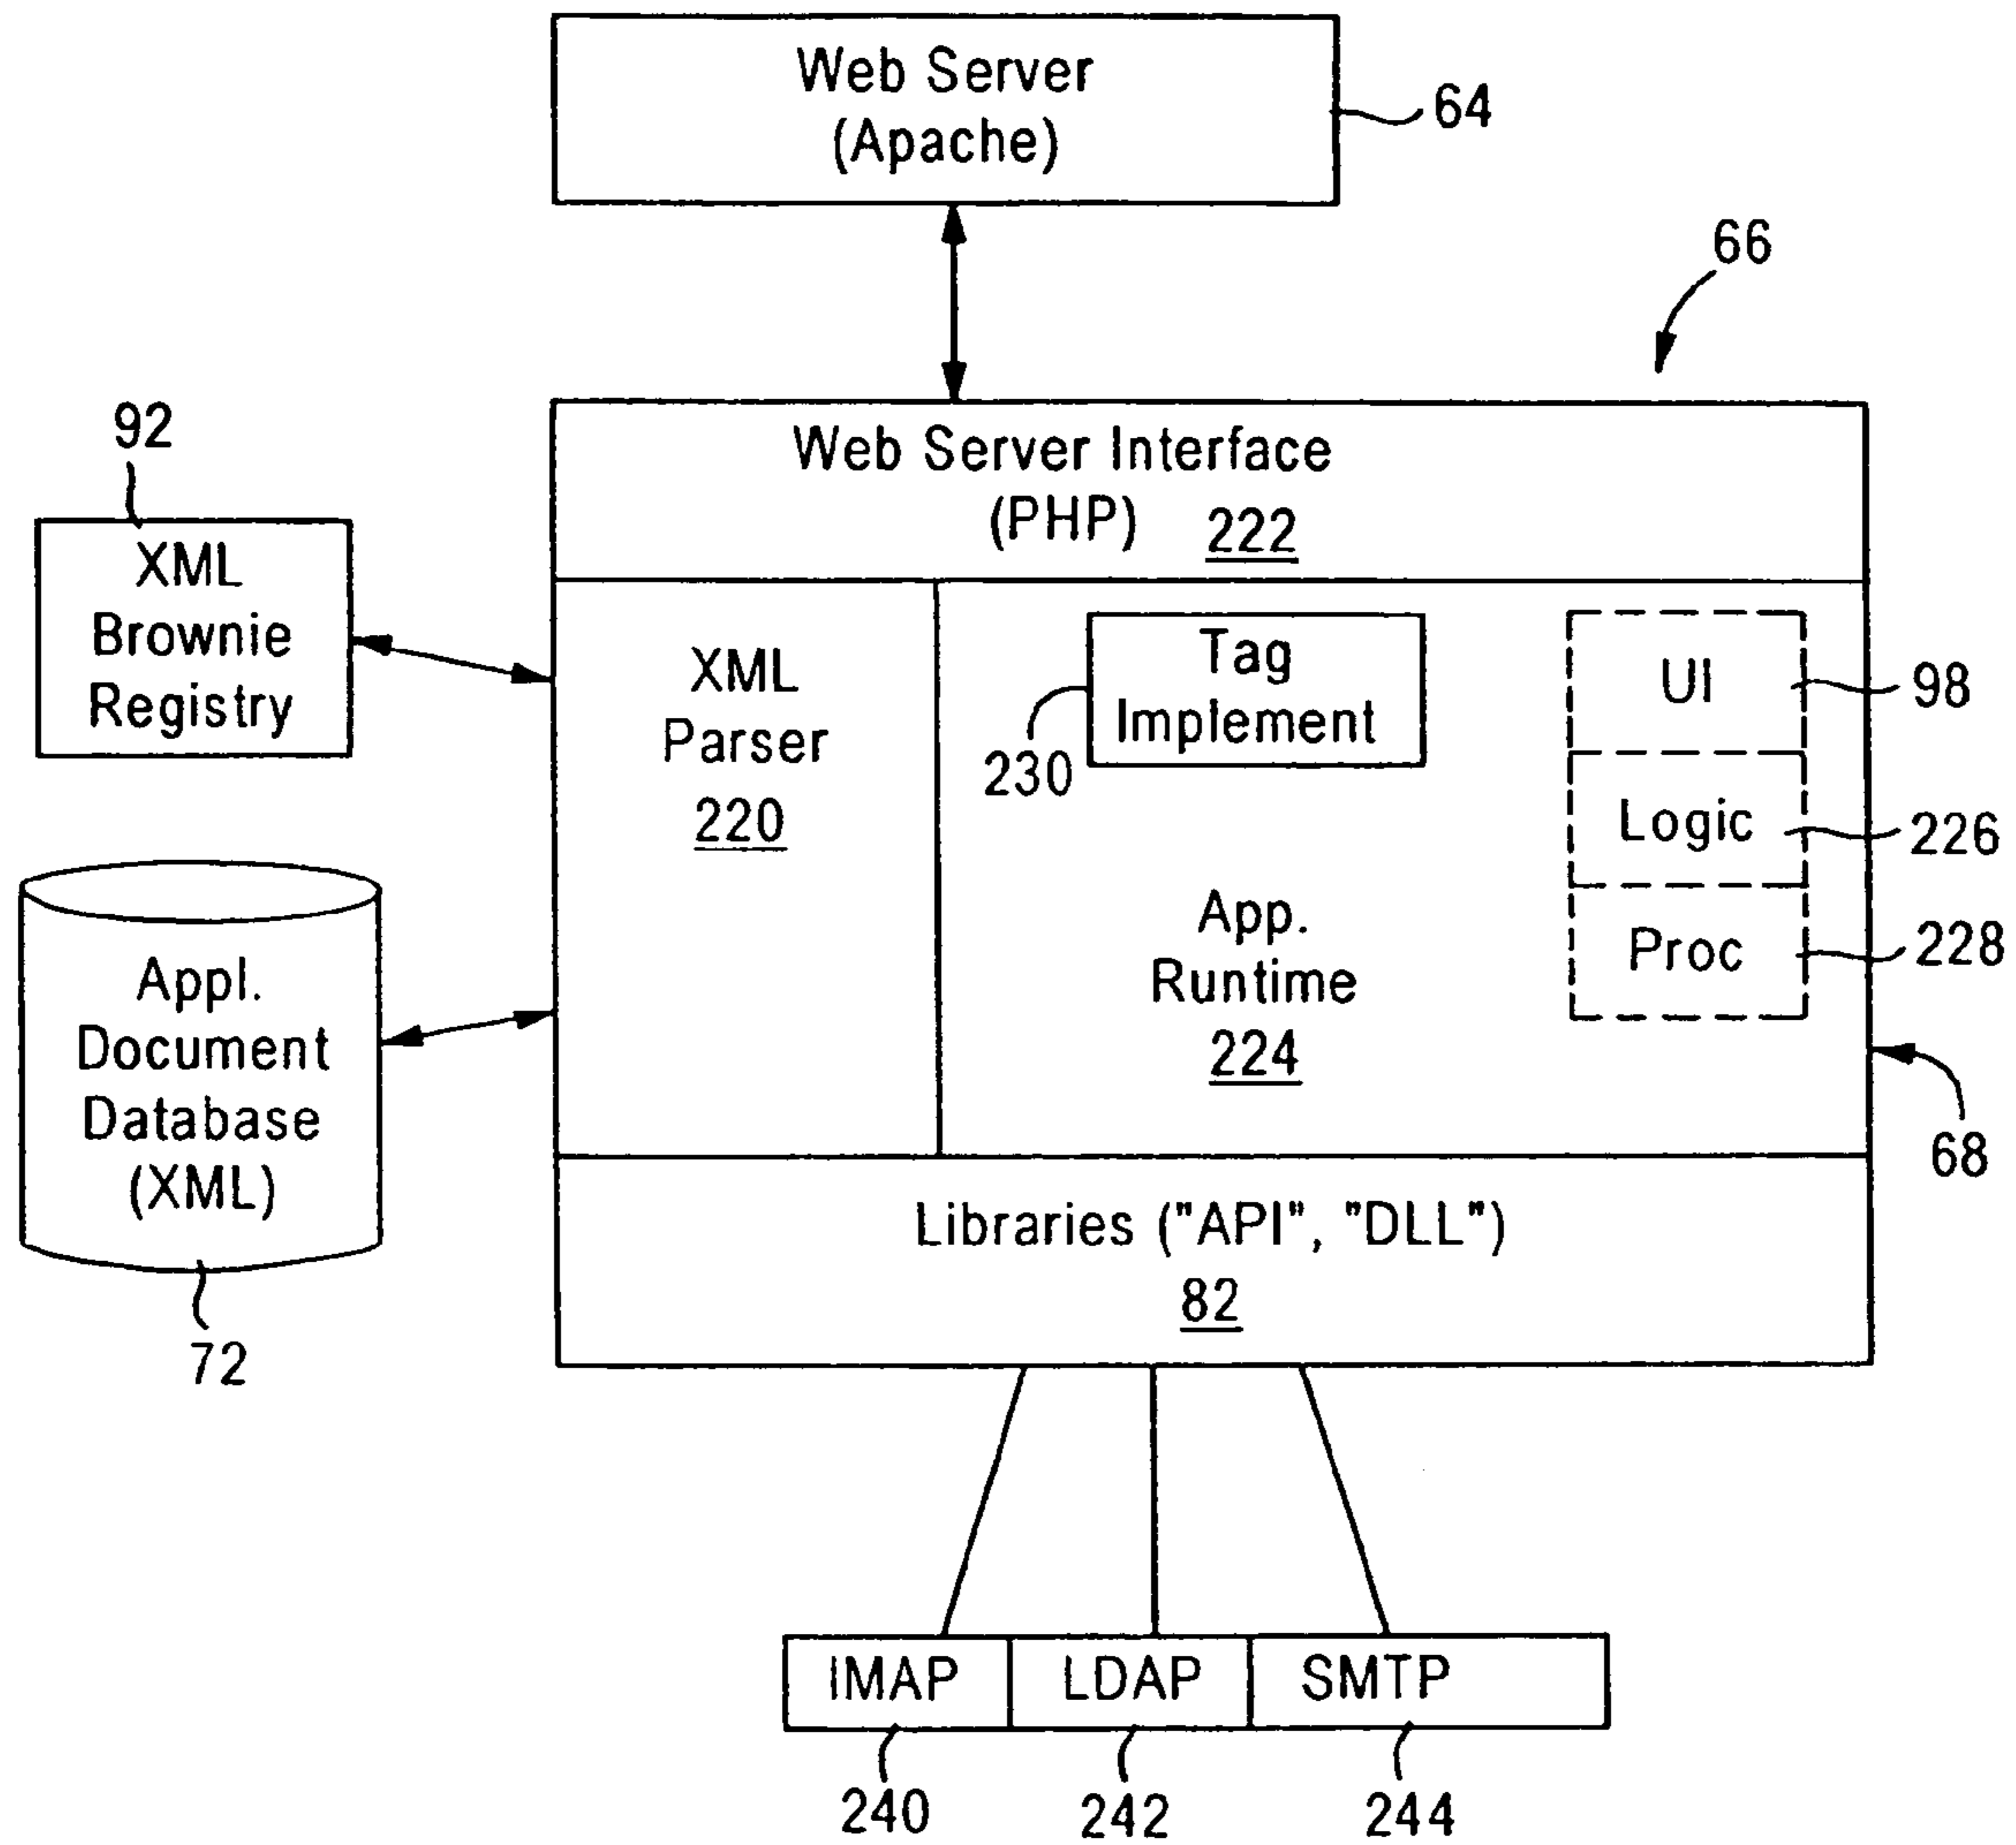 Web Server
(Apache)
64
66
92
XML
Brownie
Registry
Web Server Interface
(PHP) 222
XML
Parser
220
Tag
Implement
230
UI
98
Logic
226
Proc
228
App.
Runtime
224
68
Appl.
Document
Database
(XML)
72
Libraries ("API", "DLL")
82
IMAP
LDAP
SMTP
240
242
244